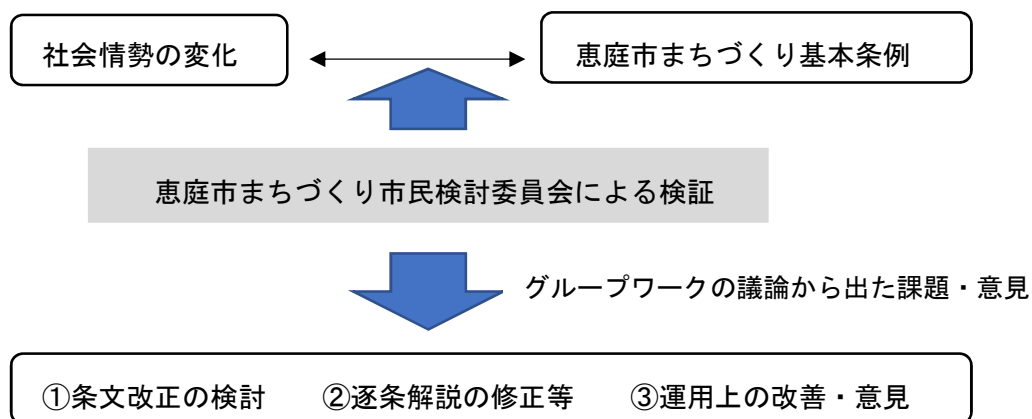 社会情勢の変化
恵庭市まちづくり基本条例
恵庭市まちづくり市民検討委員会による検証
グループワークの議論から出た課題・意見
①条文改正の検討 ②逐条解説の修正等 ③運用上の改善・意見